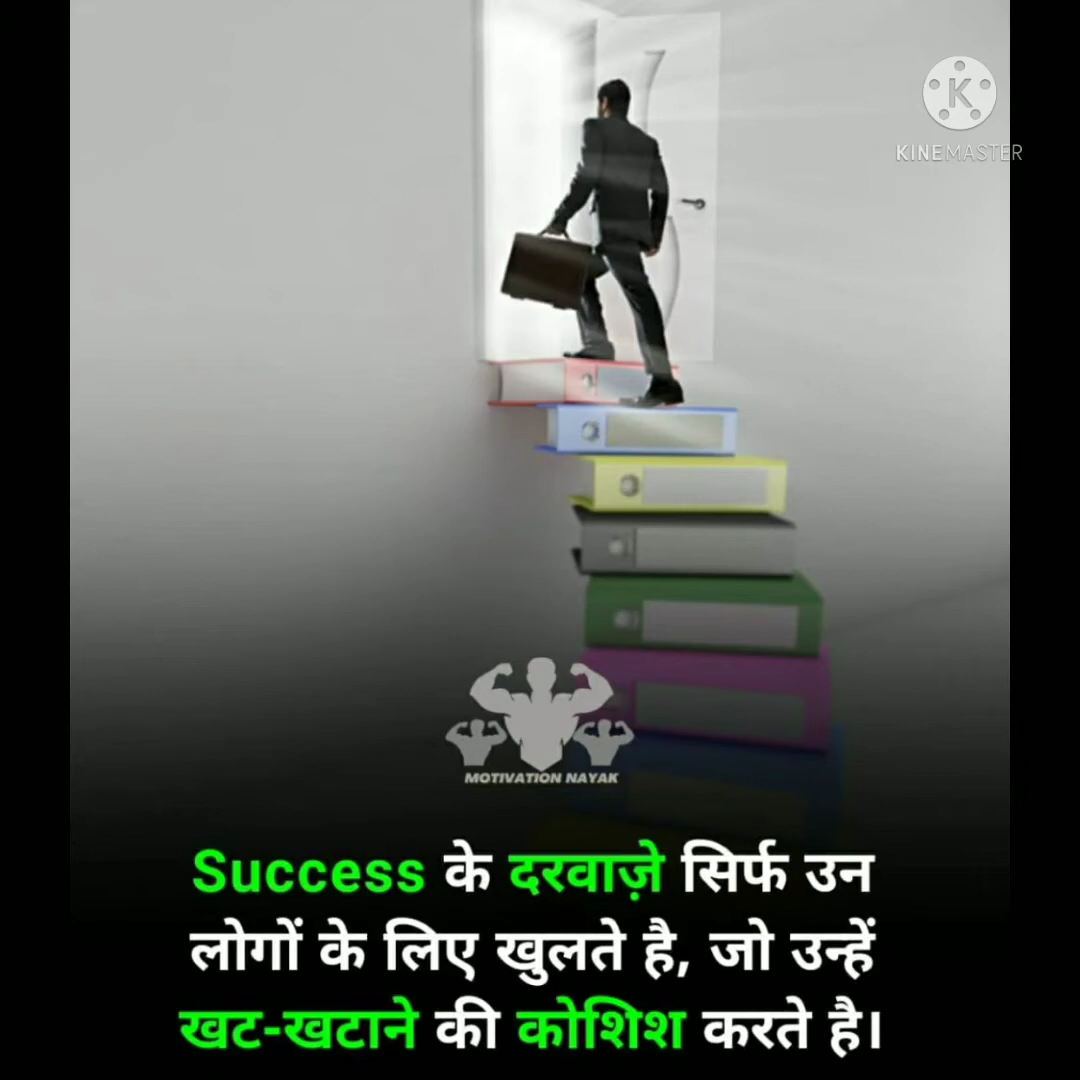 K
KINEMASTER
MOTIVATION NAYAK
Success के दरवाज़े सिर्फ उन
लोगों के लिए खुलते है, जो उन्हें
खट-खटाने की कोशिश करते है।